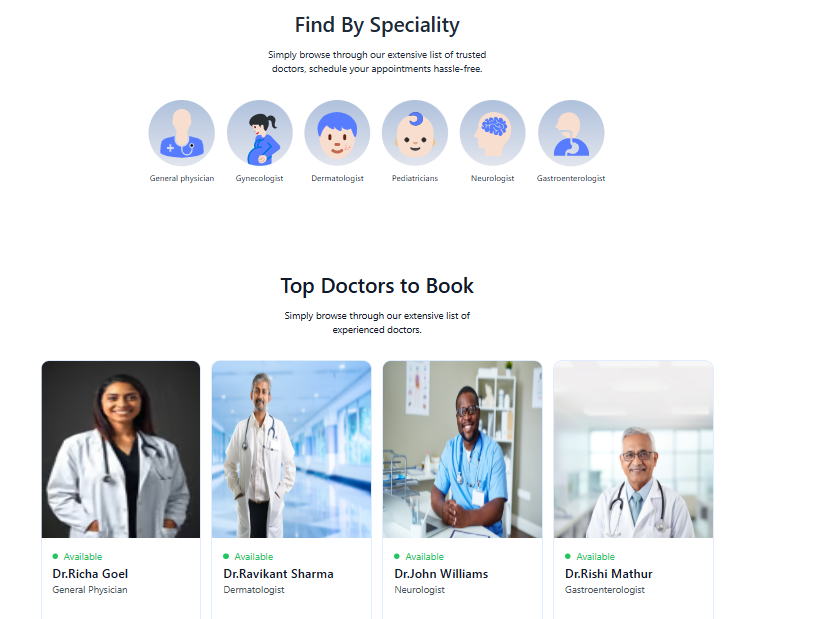 Find By Speciality
Simply browse through our extensive list of trusted
doctors, schedule your appointments hassle-free.
General physician
Gynecologist
Dermatologist
Pediatricians
Neurologist
Gastroenterologist
Top Doctors to Book
Simply browse through our extensive list of
experienced doctors.
Available
Dr.Richa Goel
General Physician
Available
Dr.Ravikant Sharma
Dermatologist
Available
Dr.John Williams
Neurologist
Available
Dr.Rishi Mathur
Gastroenterologist